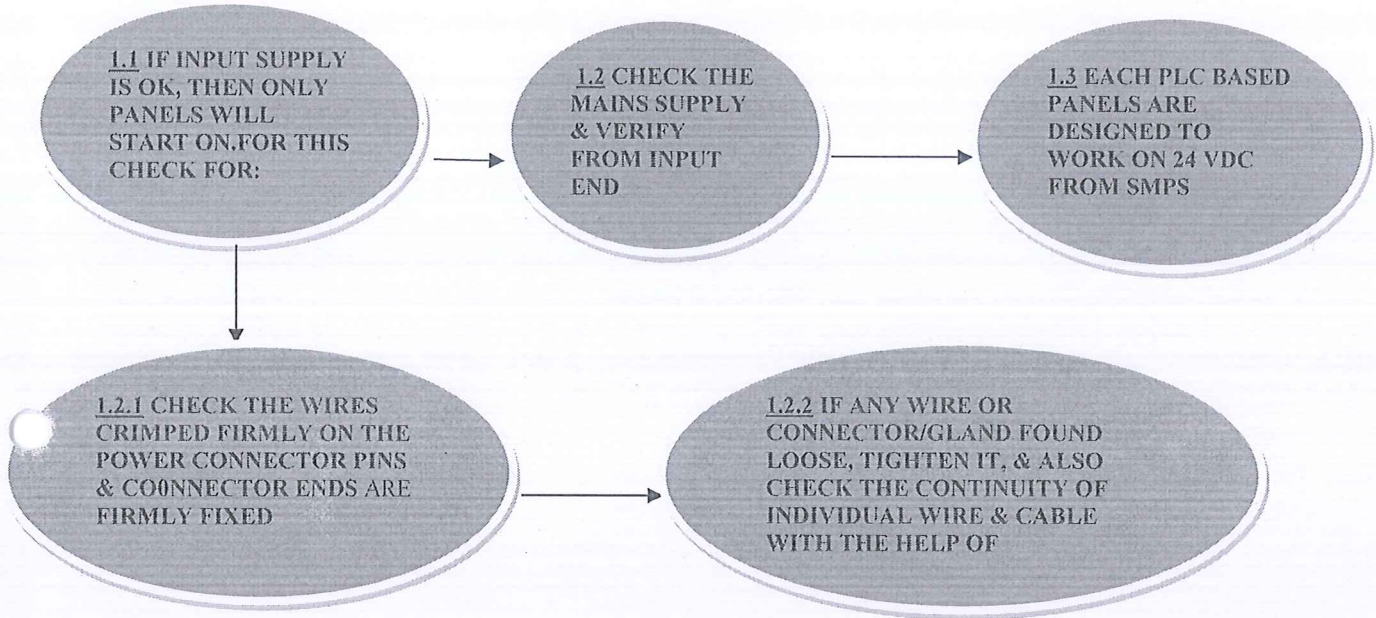 1.1 IF INPUT SUPPLY
IS OK, THEN ONLY
PANELS WILL
START ON.FOR THIS
CHECK FOR:
1.2 CHECK THE
MAINS SUPPLY
& VERIFY
FROM INPUT
END
1.3 EACH PLC BASED
PANELS ARE
DESIGNED TO
WORK ON 24 VDC
FROM SMPS
1.2.1 CHECK THE WIRES
CRIMPED FIRMLY ON THE
POWER CONNECTOR PINS
& CO0NNECTOR ENDS ARE
FIRMLY FIXED
1.2.2 IF ANY WIRE OR
CONNECTOR/GLAND FOUND
LOOSE, TIGHTEN IT, & ALSO
CHECK THE CONTINUITY OF
INDIVIDUAL WIRE & CABLE
WITH THE HELP OF